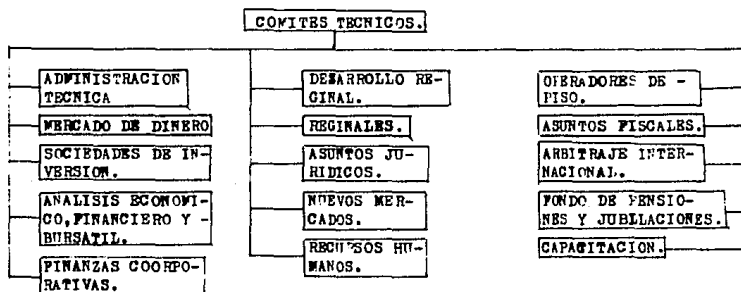 COMITES TECNICOS.
ADMINISTRACION
TECNICA
MERCADO DE DINERO
SOCIEDADES DE IN-
VERSION.
ANALISIS ECONOMI-
CO, FINANCIERO Y -
BURSATIL.
FINANZAS COORPO-
RATIVAS.
DESARROLLO RE-
GINAL.
REGINALES.
ASUNTOS JU-
RIDICOS.
NUEVOS MER-
CADOS.
RECURSOS HU-
MANOS.
OPERADORES DE -
PISO.
ASUNTOS FISCALES.
ARBITRAJE INTER-
NACIONAL.
FONDO DE PENSIO-
NES Y JUBILACIONES.
CAPACITACION.